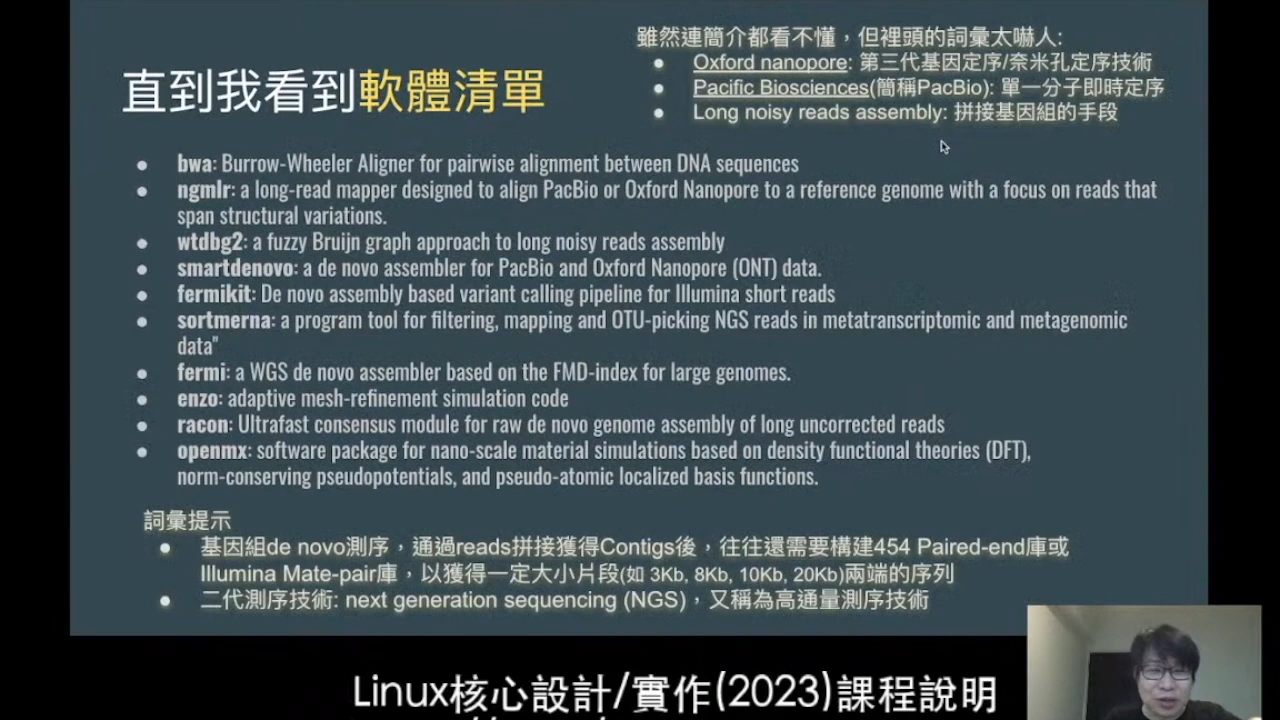 直到我看到軟體清單
雖然連簡介都看不懂，但裡頭的詞彙太嚇人:
● Oxford nanopore: 第三代基因定序/奈米孔定序技術
● Pacific Biosciences(簡稱PacBio): 單一分子即時定序
● Long noisy reads assembly: 拼接基因組的手段
● bwa: Burrow-Wheeler Aligner for pairwise alignment between DNA sequences
● ngmlr: a long-read mapper designed to align PacBio or Oxford Nanopore to a reference genome with a focus on reads that
span structural variations.
● wtdbg2: a fuzzy Bruijn graph approach to long noisy reads assembly
● smartdenovo: a de novo assembler for PacBio and Oxford Nanopore (ONT) data.
● fermikit: De novo assembly based variant calling pipeline for Illumina short reads
● sortmerna: a program tool for filtering, mapping and OTU-picking NGS reads in metatranscriptomic and metagenomic
data"
● fermi: a WGS de novo assembler based on the FMD-index for large genomes.
● enzo: adaptive mesh-refinement simulation code
● racon: Ultrafast consensus module for raw de novo genome assembly of long uncorrected reads
● openmx: software package for nano-scale material simulations based on density functional theories (DFT),
norm-conserving pseudopotentials, and pseudo-atomic localized basis functions.
詞彙提示
● 基因組de novo測序，通過reads拼接獲得Contigs後，往往還需要構建454 Paired-end庫或
Illumina Mate-pair庫，以獲得一定大小片段(如 3Kb, 8Kb, 10Kb, 20Kb)兩端的序列
● 二代測序技術: next generation sequencing (NGS)，又稱為高通量測序技術
Linux核心設計/實作(2023)課程說明